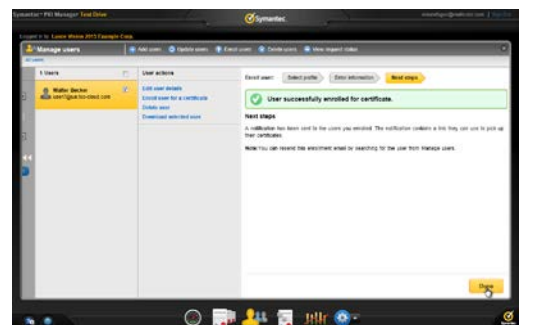 Symantec™ PKI Manager Test Drive
Symantec.
Manage users
Add users
Update users
Enroll users
Delete users
View request status
1 Users
User actions
Edit user details
Enroll user for a certificate
Delete user
Download selected user
Enroll user:
Select profile
Enter information
Next steps
User successfully enrolled for certificate.
Next steps
A notification has been sent to the users you enrolled. The notification contains a link they can use to pick up
their certificates.
Note: You can resend this enrollment email by searching for the user from Manage users.